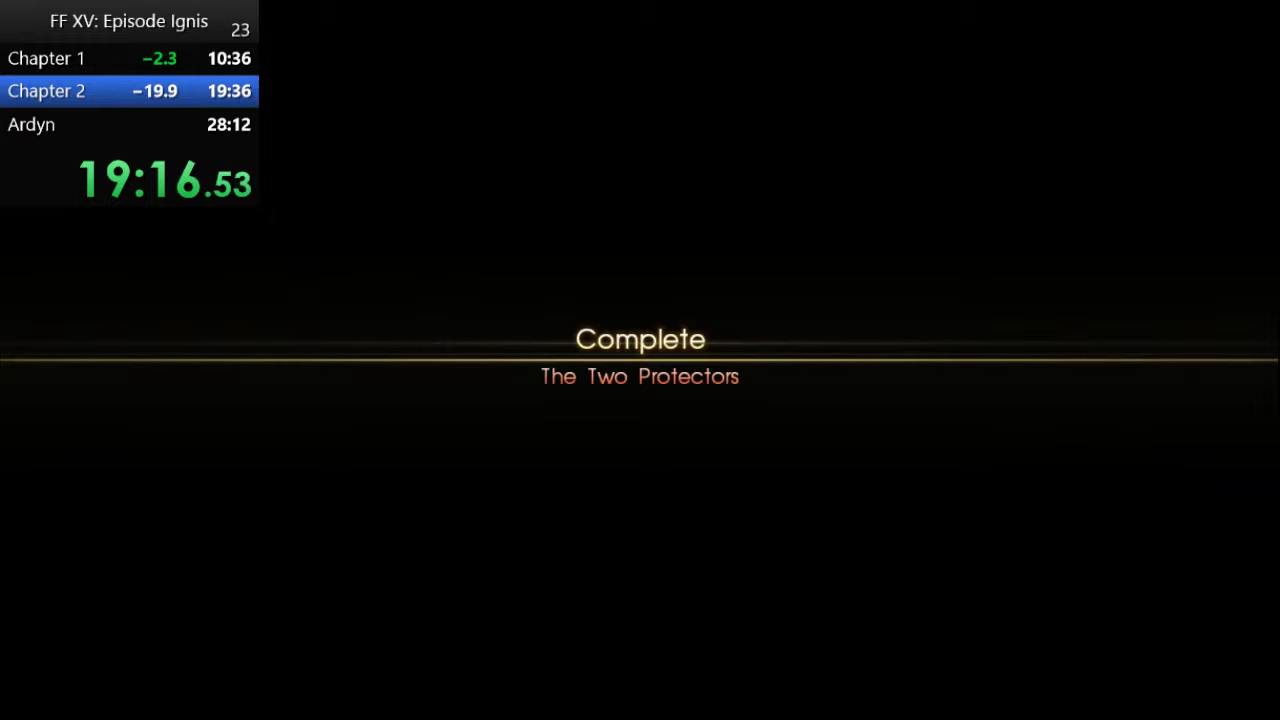 FF XV: Episode Ignis
23
Chapter 1 −2.3 10:36
Chapter 2 −19.9 19:36
Ardyn 28:12
19:16.53
Complete
The Two Protectors